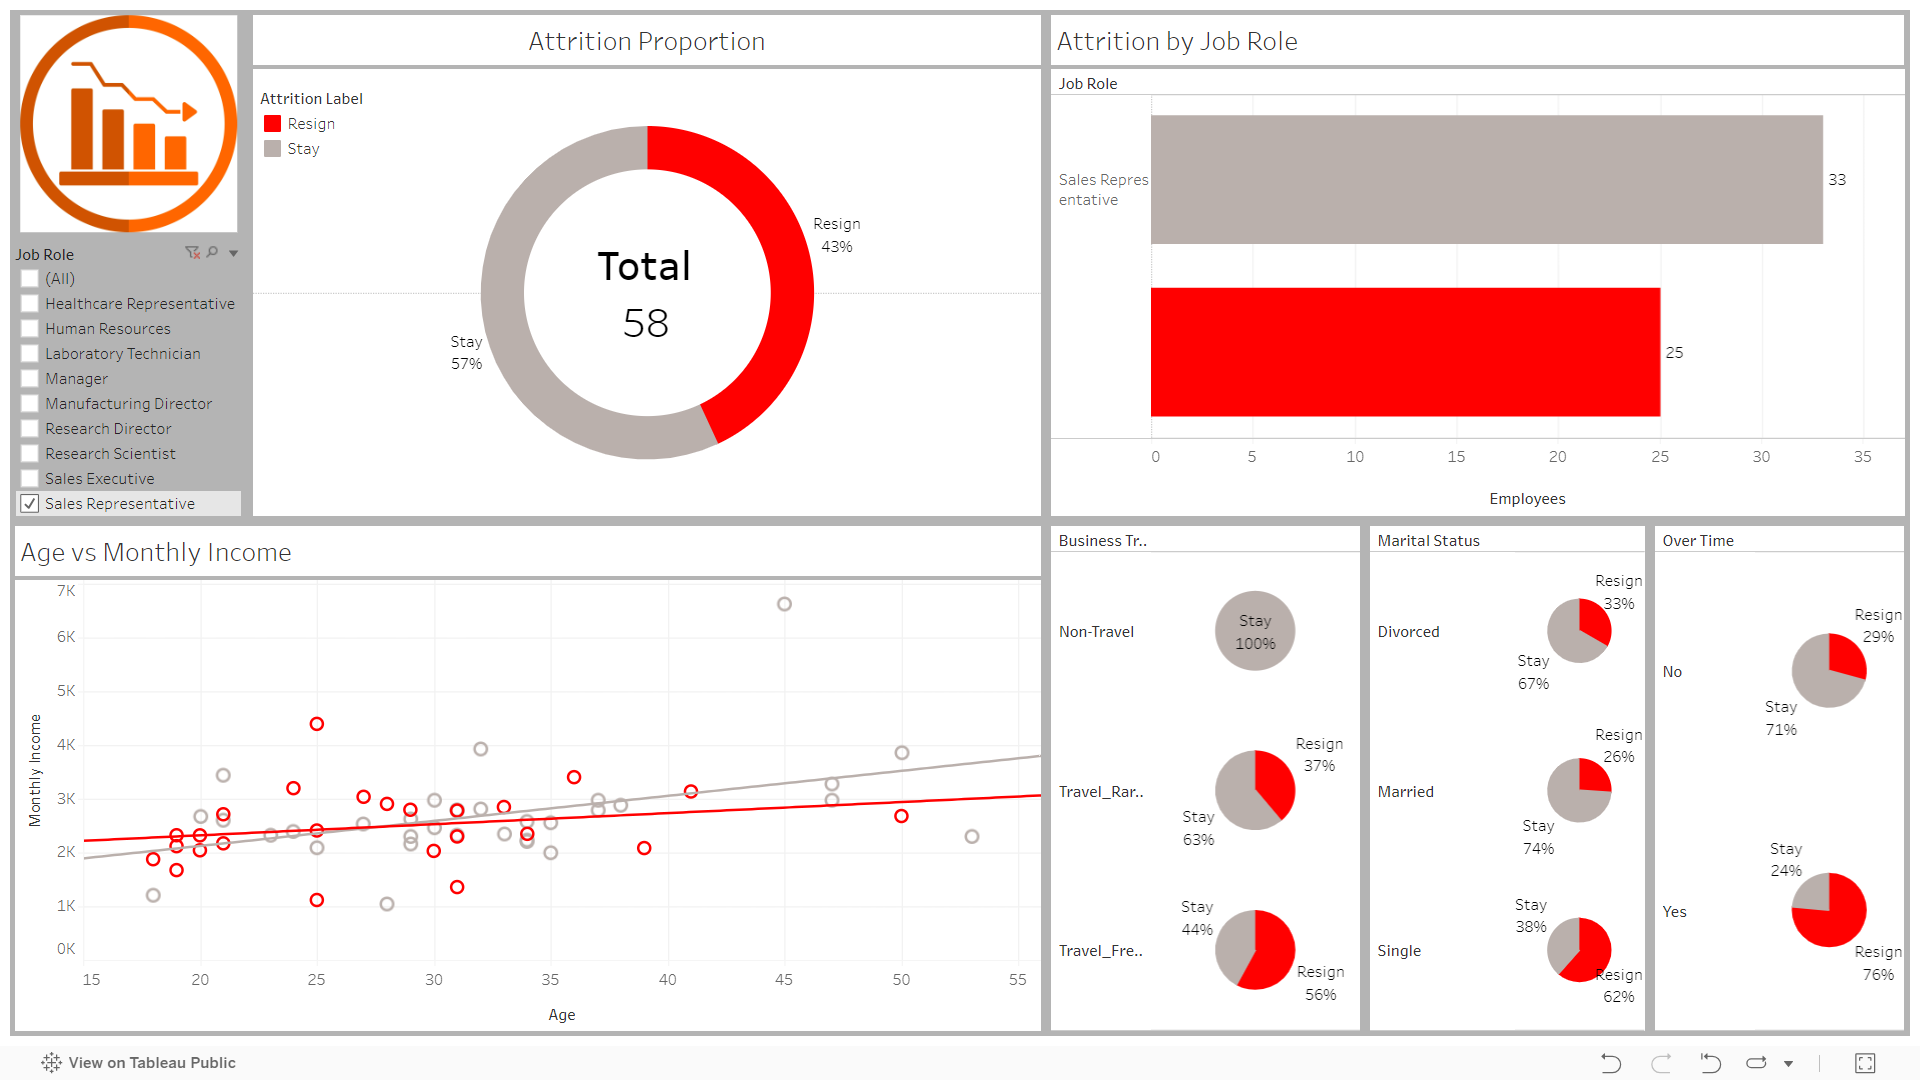 Attrition Proportion
Attrition by Job Role
Attrition Label
Resign
Stay
Resign
43%
Total
58
Stay
57%
Job Role
Sales Repres
entative
33
25
0 5 10 15 20 25 30 35
Employees
Job Role
(All)
Healthcare Representative
Human Resources
Laboratory Technician
Manager
Manufacturing Director
Research Director
Research Scientist
Sales Executive
Sales Representative
Age vs Monthly Income
Monthly Income
7K
6K
5K
4K
3K
2K
1K
0K
15 20 25 30 35 40 45 50 55
Age
Business Tr..
Non-Travel
Stay
100%
Travel_Rar..
Resign
37%
Stay
63%
Travel_Fre..
Stay
44%
Resign
56%
Marital Status
Divorced
Resign
33%
Stay
67%
Married
Resign
26%
Stay
74%
Single
Stay
38%
Resign
62%
Over Time
No
Resign
29%
Stay
71%
Yes
Stay
24%
Resign
76%
View on Tableau Public